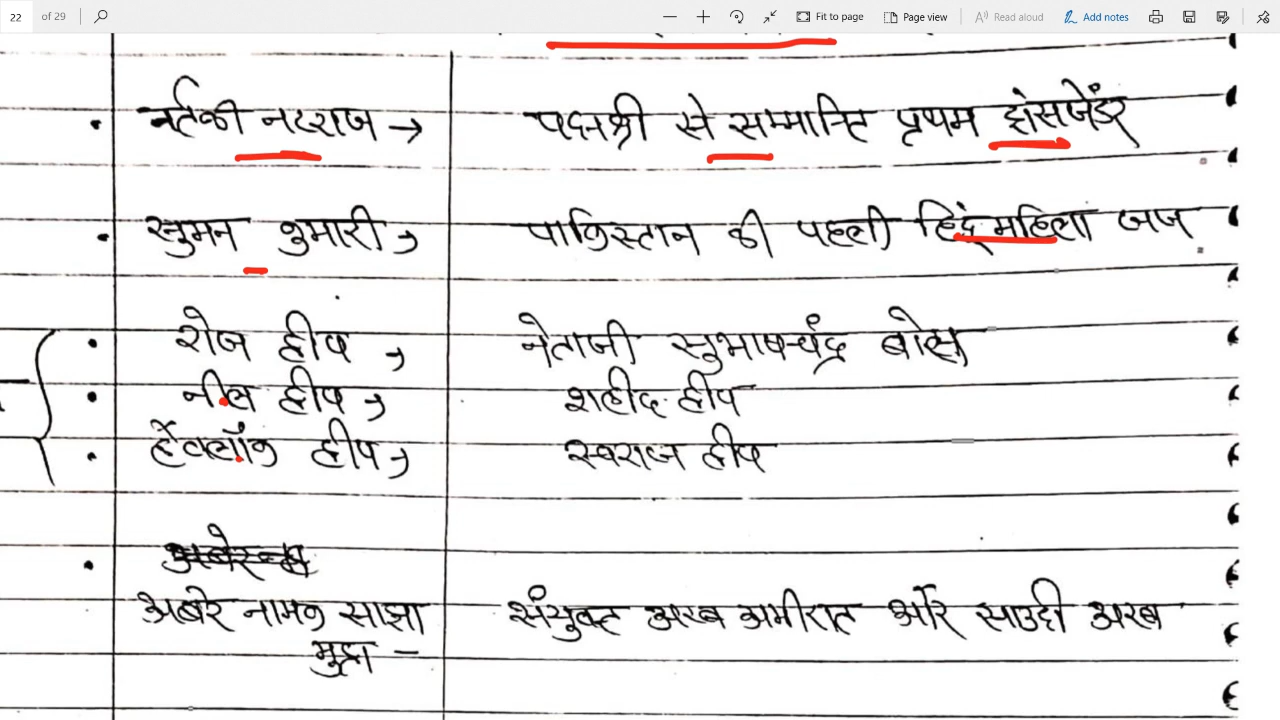 22 of 29 Fit to page Page view Read aloud Add notes
नर्तकी नटराज → पद्मश्री से सम्मानित प्रथम ट्रांसजेंडर
सुमन कुमारी → पाकिस्तान की पहली हिंदू महिला जज
रोज द्वीप → नेताजी सुभाषचंद्र बोस
नील द्वीप → शहीद द्वीप
हैवलॉक द्वीप → स्वराज द्वीप
अबेर नामक साझा संयुक्त अरब अमीरात और साउदी अरब
मुद्रा -